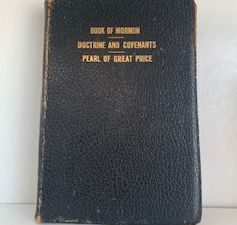 BOOK OF MORMON
DOCTRINE AND COVENANTS
PEARL OF GREAT PRICE